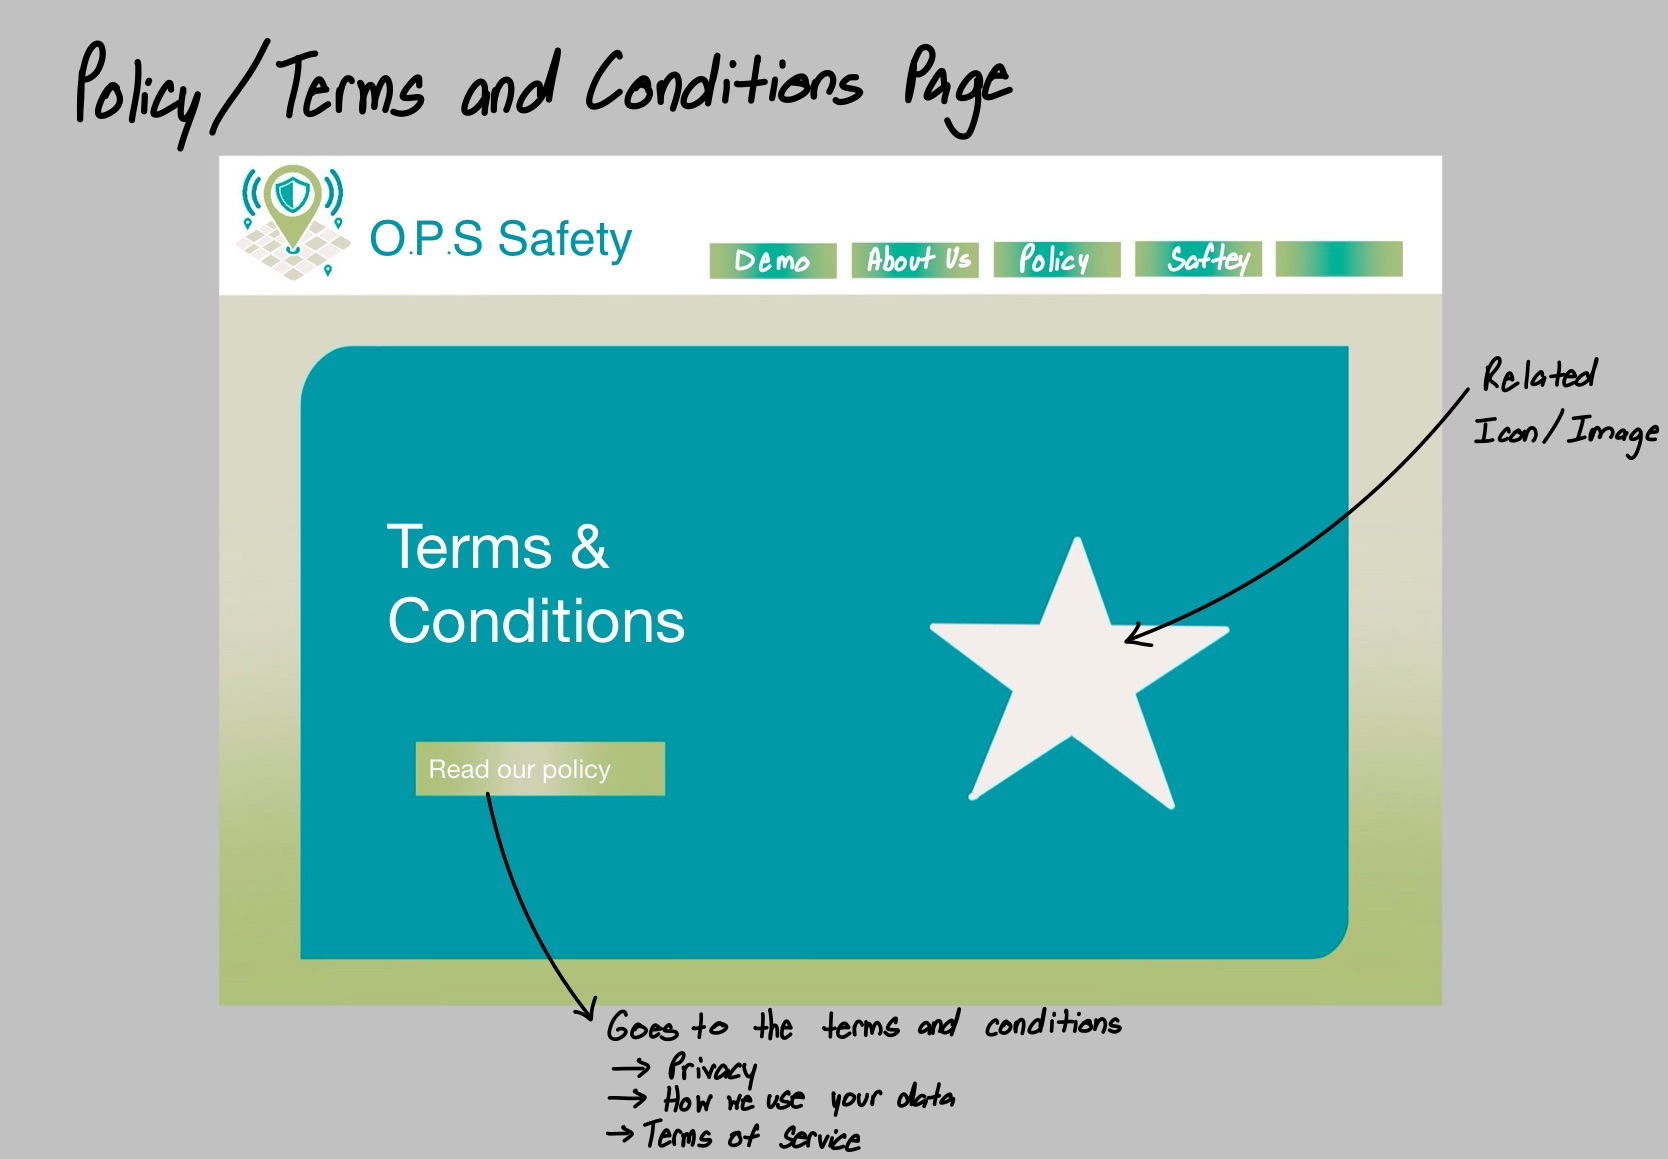 Policy/Terms and Conditions Page
O.P.S Safety
Demo
About Us
Policy
Saftey
Related
Icon/Image
Terms &
Conditions
Read our policy
Goes to the terms and conditions
→ Privacy
→ How we use your data
→ Terms of Service